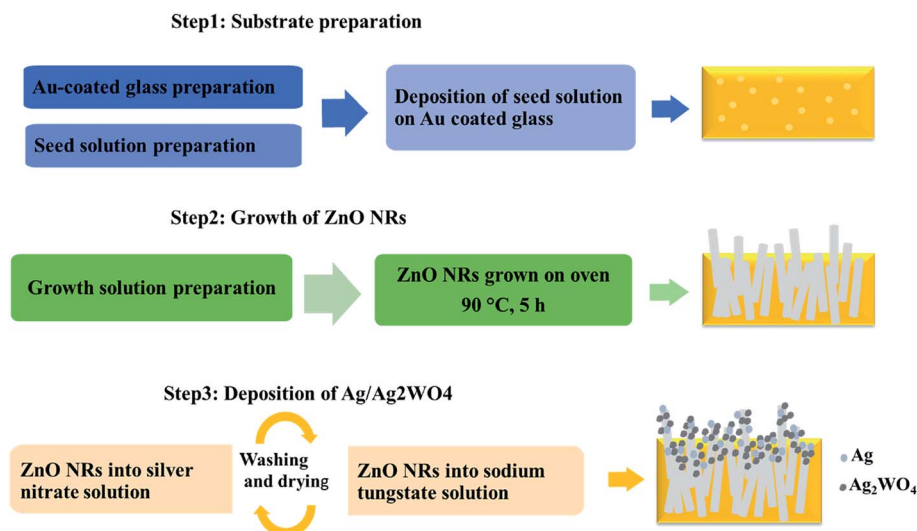 Step1: Substrate preparation
Au-coated glass preparation
Seed solution preparation
Deposition of seed solution
on Au coated glass
Step2: Growth of ZnO NRs
Growth solution preparation
ZnO NRs grown on oven
90 °C, 5 h
Step3: Deposition of Ag/Ag2WO4
ZnO NRs into silver
nitrate solution
Washing
and drying
ZnO NRs into sodium
tungstate solution
Ag
Ag₂WO₄